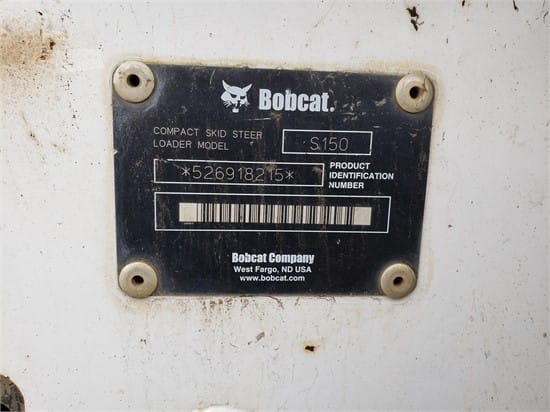 Bobcat.
COMPACT SKID STEER
LOADER MODEL
S150
*526918215*
PRODUCT
IDENTIFICATION
NUMBER
Bobcat Company
West Fargo, ND USA
www.bobcat.com